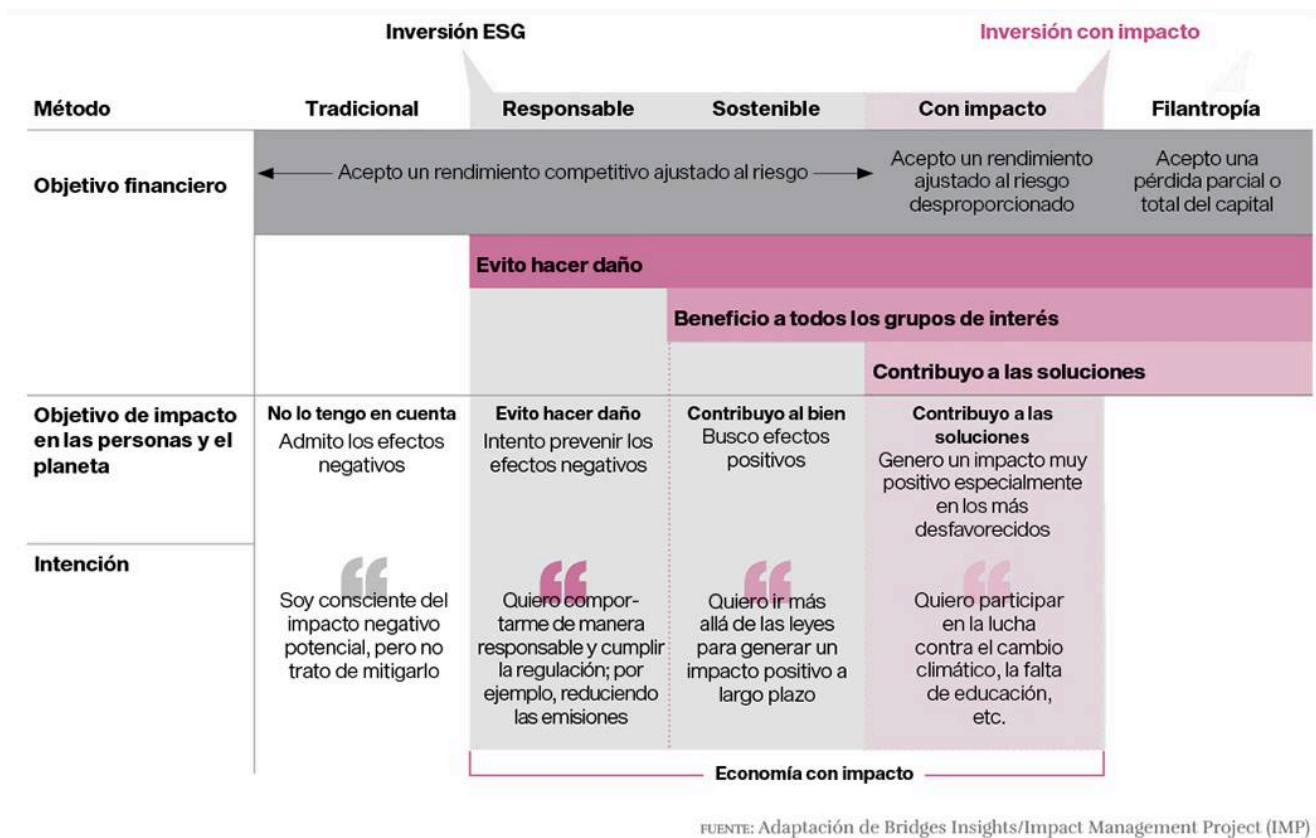 Inversión ESG
Inversión con impacto
Método
Tradicional
Responsable
Sostenible
Con impacto
Filantropía
Objetivo financiero
Acepto un rendimiento competitivo ajustado al riesgo
Acepto un rendimiento
ajustado al riesgo
desproporcionado
Acepto una
pérdida parcial o
total del capital
Evito hacer daño
Beneficio a todos los grupos de interés
Contribuyo a las soluciones
Objetivo de impacto
en las personas y el
planeta
No lo tengo en cuenta
Admito los efectos
negativos
Evito hacer daño
Intento prevenir los
efectos negativos
Contribuyo al bien
Busco efectos
positivos
Contribuyo a las
soluciones
Genero un impacto muy
positivo especialmente
en los más
desfavorecidos
Intención
“
Soy consciente del
impacto negativo
potencial, pero no
trato de mitigarlo
“
Quiero compor-
tarme de manera
responsable y cumplir
la regulación; por
ejemplo, reduciendo
las emisiones
“
Quiero ir más
allá de las leyes
para generar un
impacto positivo a
largo plazo
“
Quiero participar
en la lucha
contra el cambio
climático, la falta
de educación,
etc.
Economía con impacto
FUENTE: Adaptación de Bridges Insights/Impact Management Project (IMP)